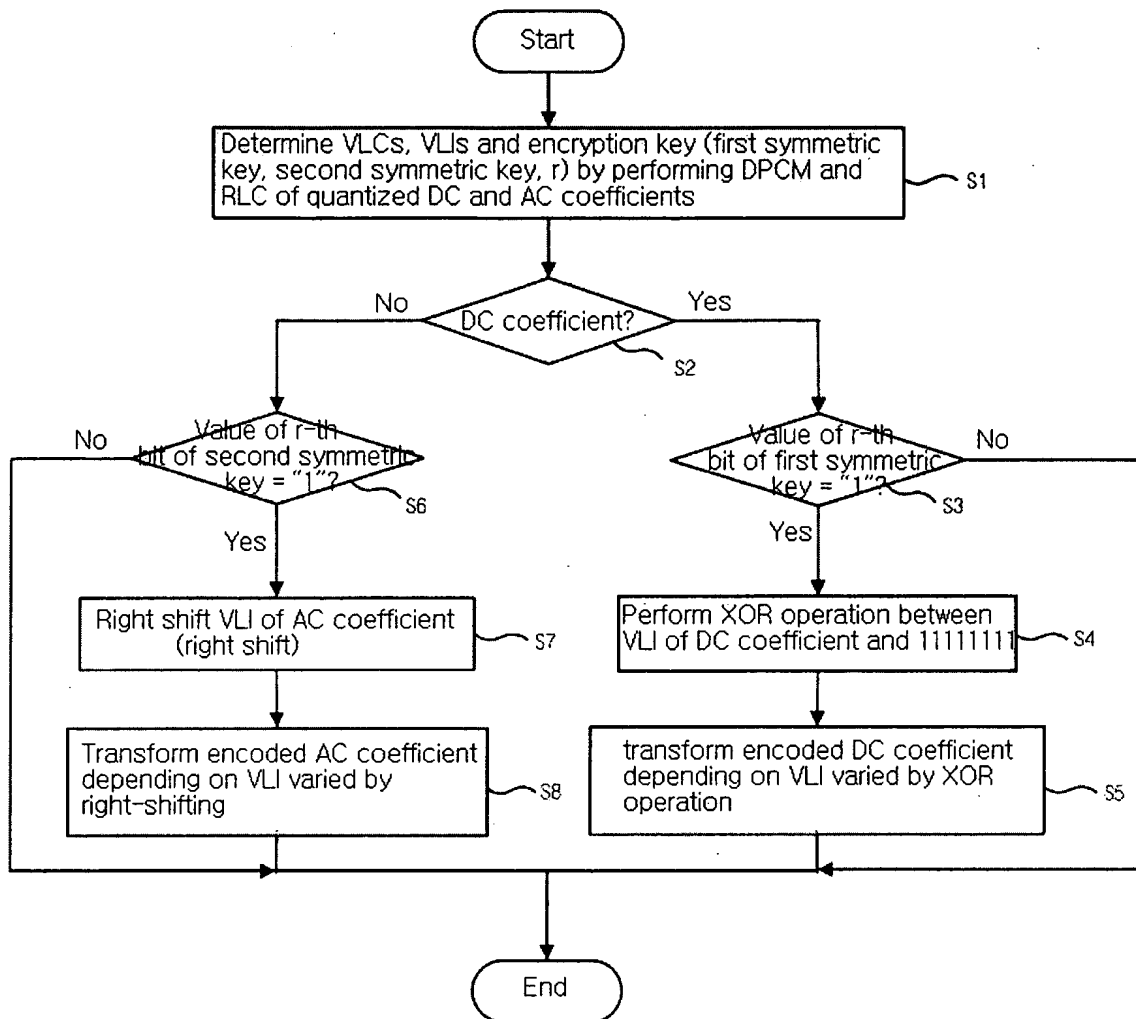 Start
Determine VLCs, VLIs and encryption key (first symmetric
key, second symmetric key, r) by performing DPCM and
RLC of quantized DC and AC coefficients
S1
No
Yes
DC coefficient?
S2
No
Value of r-th
bit of second symmetric
key = "1"?
S6
Value of r-th
bit of first symmetric
key = "1"?
No
S3
Yes
Yes
Right shift VLI of AC coefficient
(right shift)
S7
Perform XOR operation between
VLI of DC coefficient and 11111111
S4
Transform encoded AC coefficient
depending on VLI varied by
right-shifting
S8
transform encoded DC coefficient
depending on VLI varied by XOR
operation
S5
End